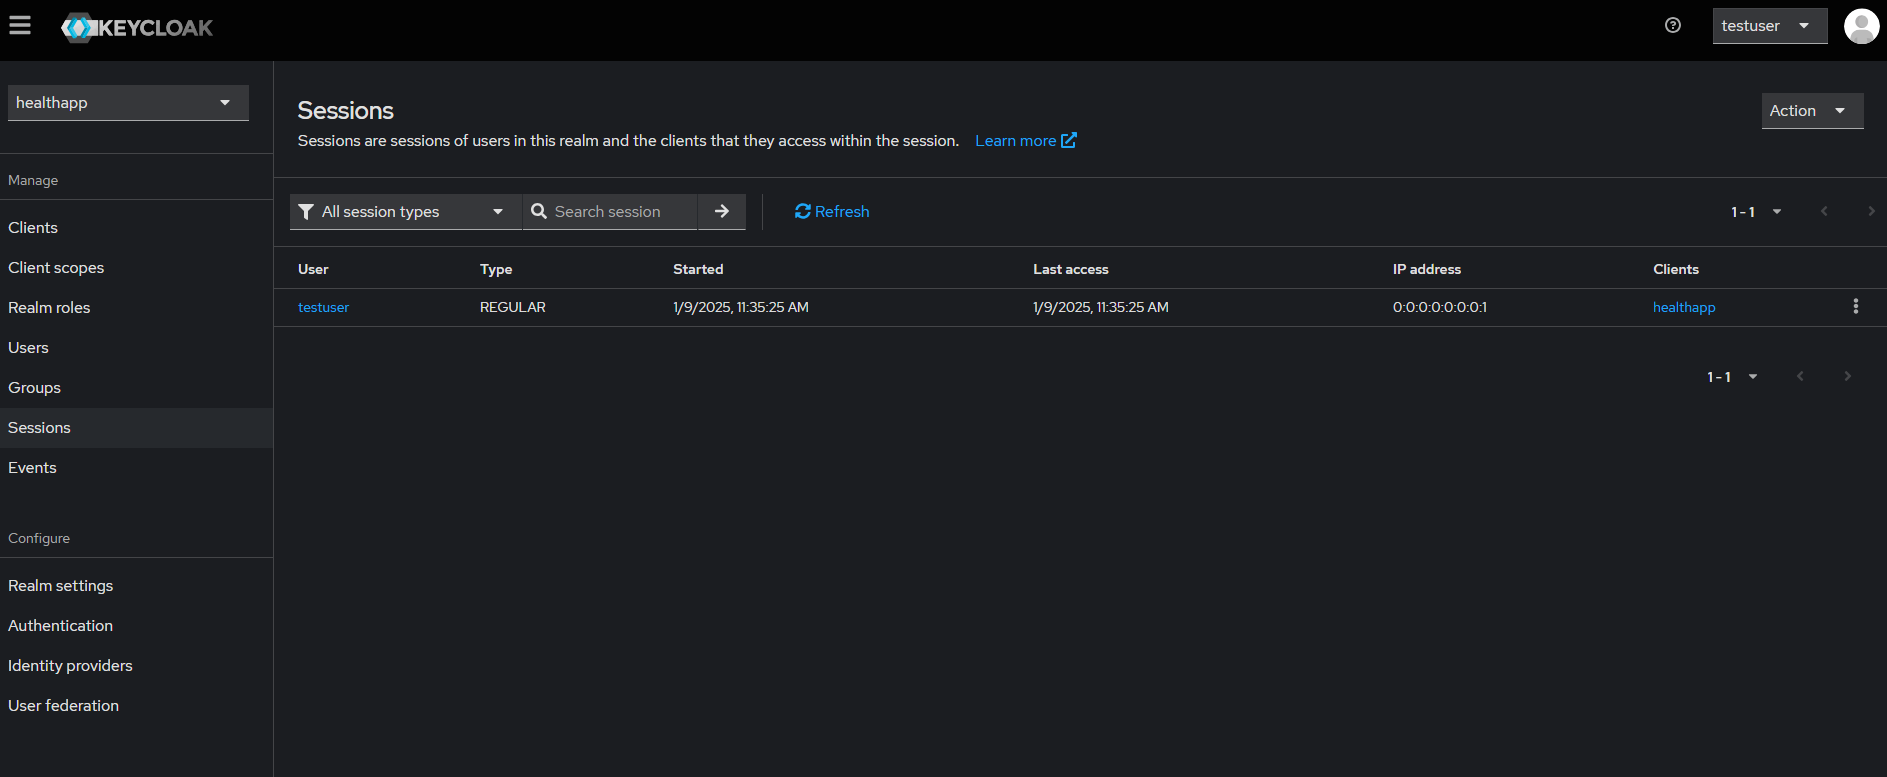 KEYCLOAK
testuser
healthapp
Manage
Clients
Client scopes
Realm roles
Users
Groups
Sessions
Events
Configure
Realm settings
Authentication
Identity providers
User federation
Sessions
Action
Sessions are sessions of users in this realm and the clients that they access within the session. Learn more
All session types Search session Refresh 1 - 1
User Type Started Last access IP address Clients
testuser REGULAR 1/9/2025, 11:35:25 AM 1/9/2025, 11:35:25 AM 0:0:0:0:0:0:0:1 healthapp
1 - 1